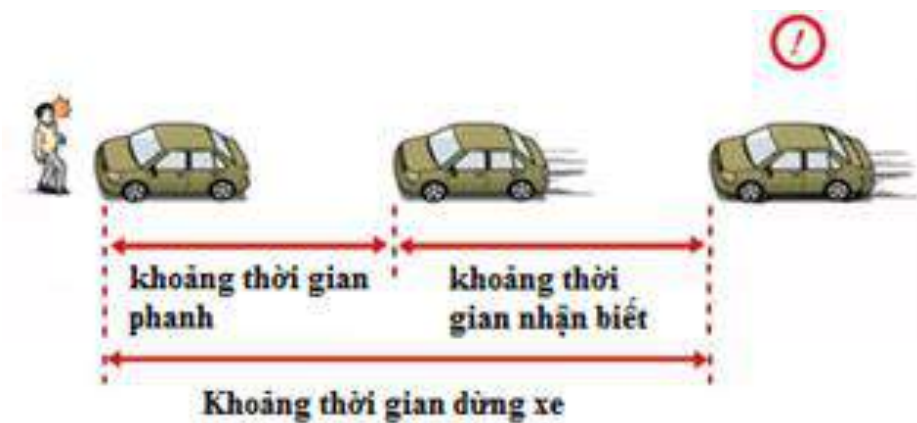 !
khoảng thời gian
phanh
khoảng thời
gian nhận biết
Khoảng thời gian dừng xe